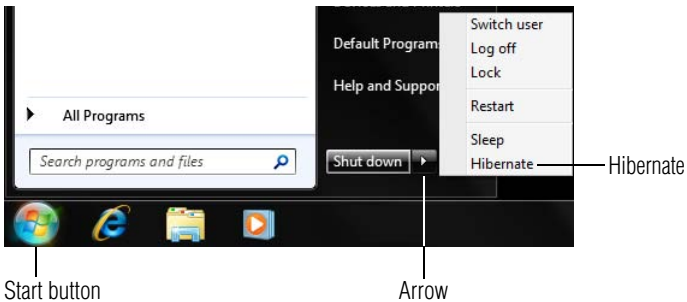 Switch user
Default Program
Log off
Lock
Help and Suppor
Restart
All Programs
Sleep
Search programs and files
Shut down
Hibernate
Hibernate
Start button
Arrow